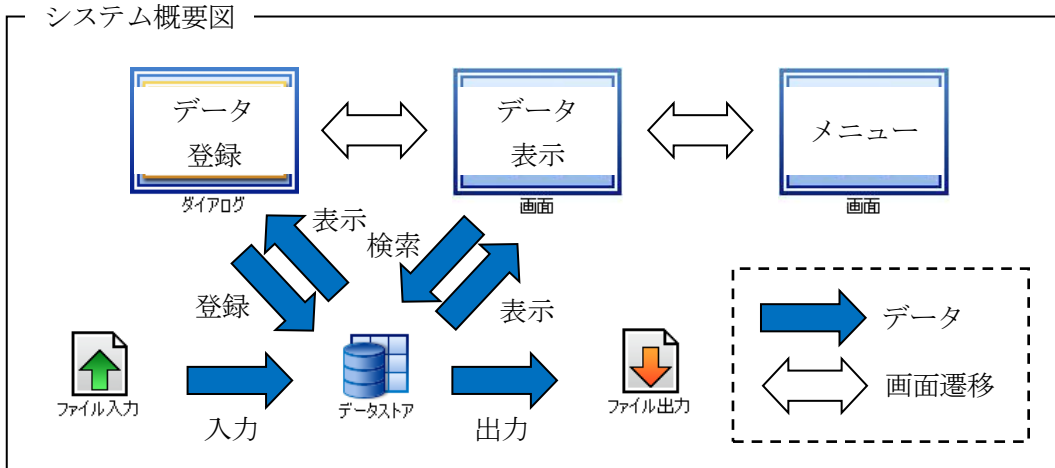 システム概要図
データ
登録
ダイアログ
データ
表示
画面
メニュー
画面
表示
検索
登録
表示
ファイル入力
入力
データストア
出力
ファイル出力
データ
画面遷移